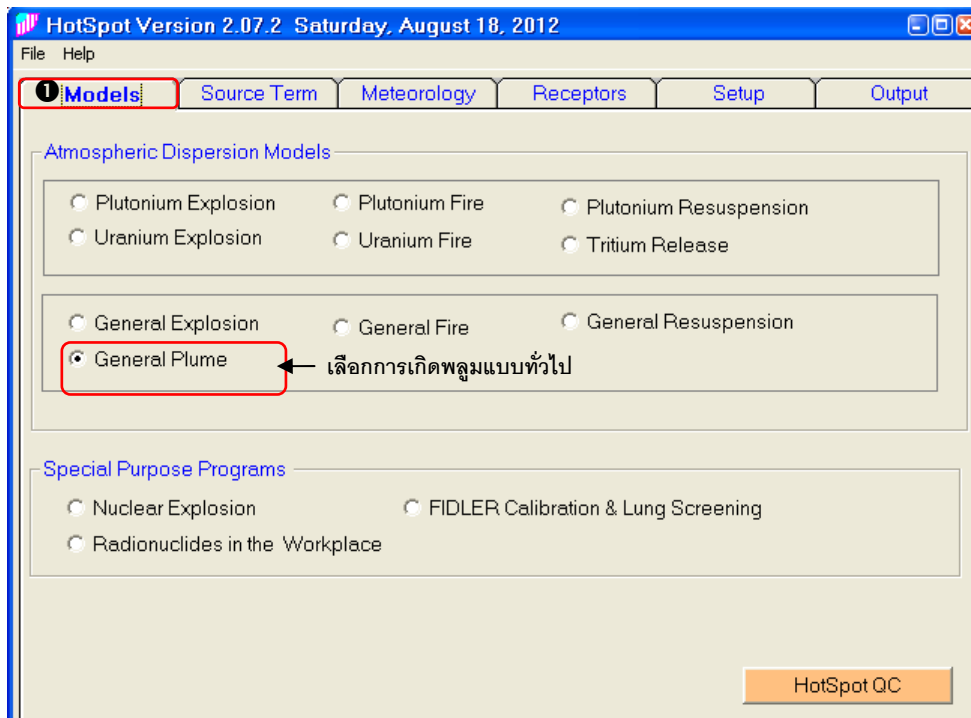 HotSpot Version 2.07.2 Saturday, August 18, 2012
File Help
❶ Models Source Term Meteorology Receptors Setup Output
Atmospheric Dispersion Models
Plutonium Explosion Plutonium Fire Plutonium Resuspension
Uranium Explosion Uranium Fire Tritium Release
General Explosion General Fire General Resuspension
General Plume เลือกการเกิดพลูมแบบทั่วไป
Special Purpose Programs
Nuclear Explosion FIDLER Calibration & Lung Screening
Radionuclides in the Workplace
HotSpot QC